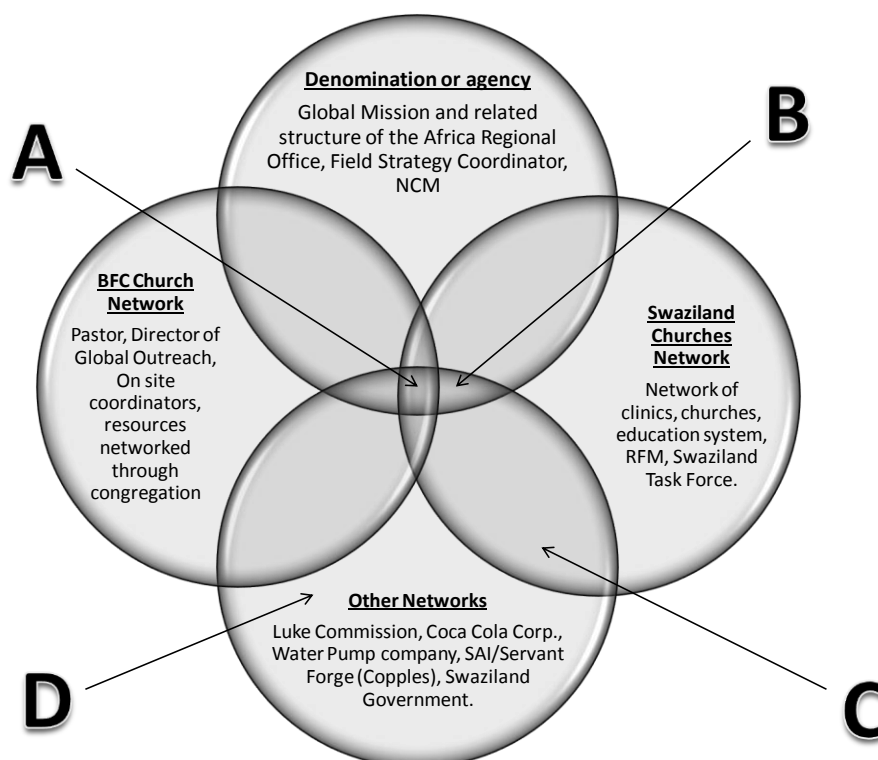 Denomination or agency
Global Mission and related
structure of the Africa Regional
Office, Field Strategy Coordinator,
NCM
A
B
BFC Church
Network
Pastor, Director of
Global Outreach,
On site
coordinators,
resources
networked
through
congregation
Swaziland
Churches
Network
Network of
clinics, churches,
education system,
RFM, Swaziland
Task Force.
Other Networks
Luke Commission, Coca Cola Corp.,
Water Pump company, SAI/Servant
Forge (Copples), Swaziland
Government.
D
C